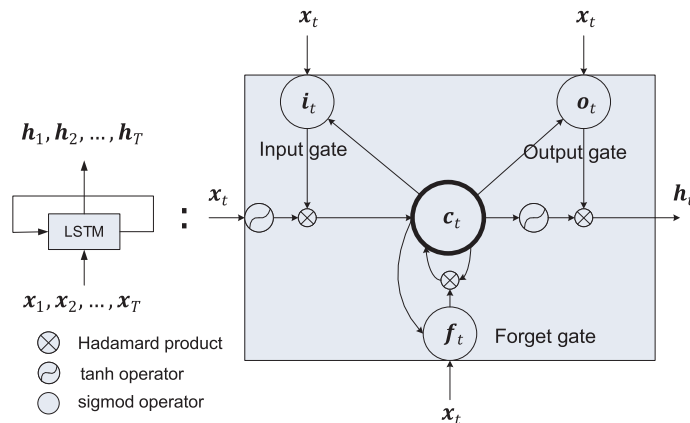 x_t
x_t
i_t
o_t
h_1, h_2, ..., h_T
Input gate
Output gate
x_t
h_t
:
c_t
LSTM
x_1, x_2, ..., x_T
f_t
Forget gate
Hadamard product
tanh operator
sigmod operator
x_t